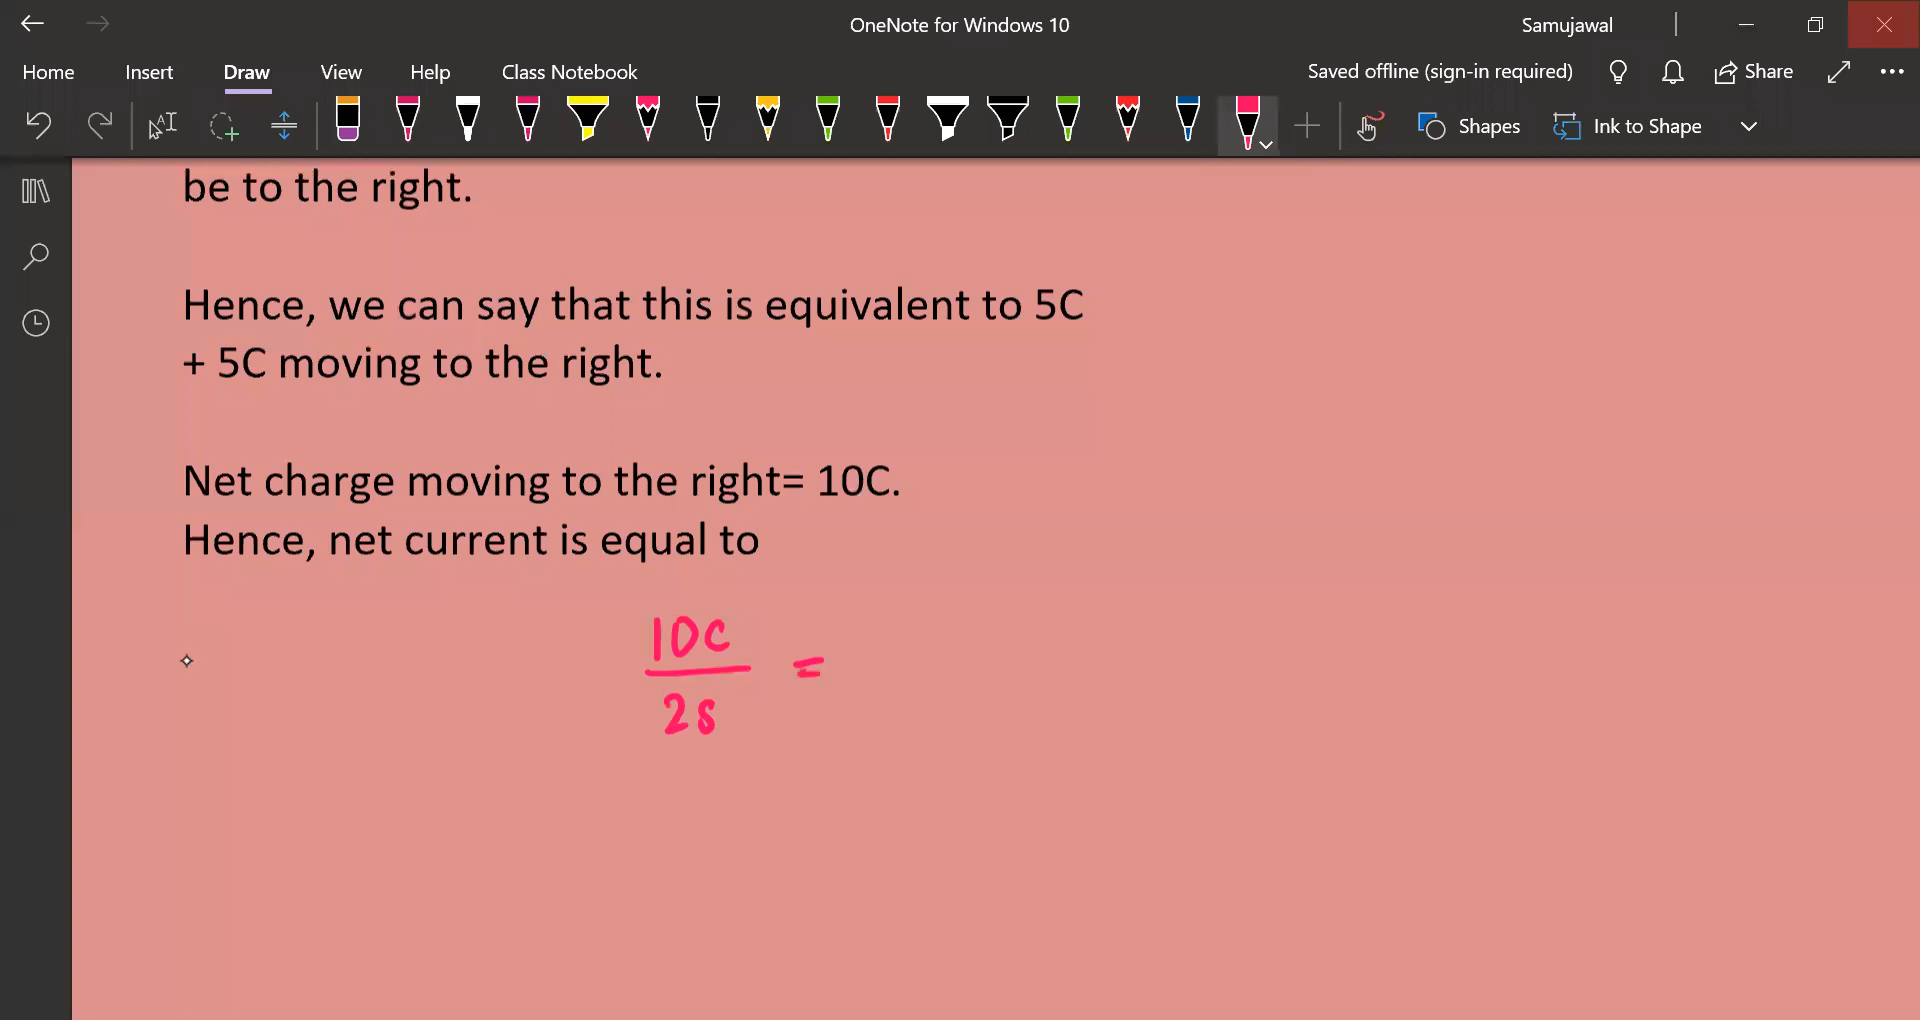 OneNote for Windows 10
Samujawal
Home Insert Draw View Help Class Notebook
Saved offline (sign-in required) Share
Shapes Ink to Shape
be to the right.
Hence, we can say that this is equivalent to 5C
+ 5C moving to the right.
Net charge moving to the right= 10C.
Hence, net current is equal to
10C
=
2s